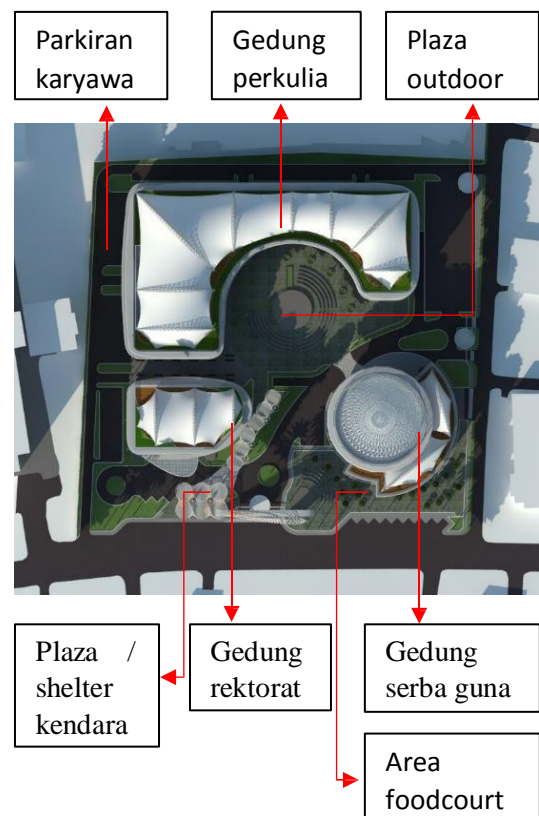 Parkiran
karyawa
Gedung
perkulia
Plaza
outdoor
Plaza /
shelter
kendara
Gedung
rektorat
Gedung
serba guna
Area
foodcourt